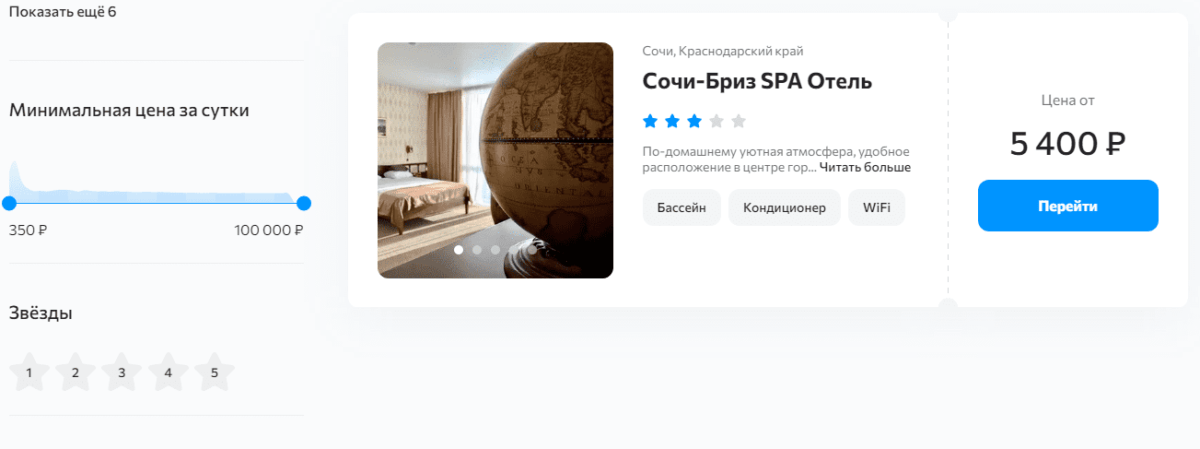 Показать ещё 6
Минимальная цена за сутки
350 ₽
100 000 ₽
Звёзды
1 2 3 4 5
Сочи, Краснодарский край
Сочи-Бриз SPA Отель
По-домашнему уютная атмосфера, удобное
расположение в центре гор... Читать больше
Бассейн Кондиционер WiFi
Цена от
5 400 ₽
Перейти